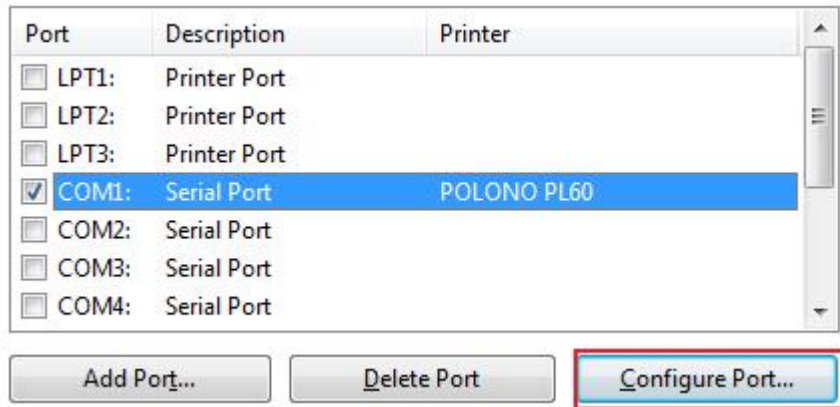 Port Description Printer
LPT1: Printer Port
LPT2: Printer Port
LPT3: Printer Port
COM1: Serial Port POLONO PL60
COM2: Serial Port
COM3: Serial Port
COM4: Serial Port
Add Port... Delete Port Configure Port...